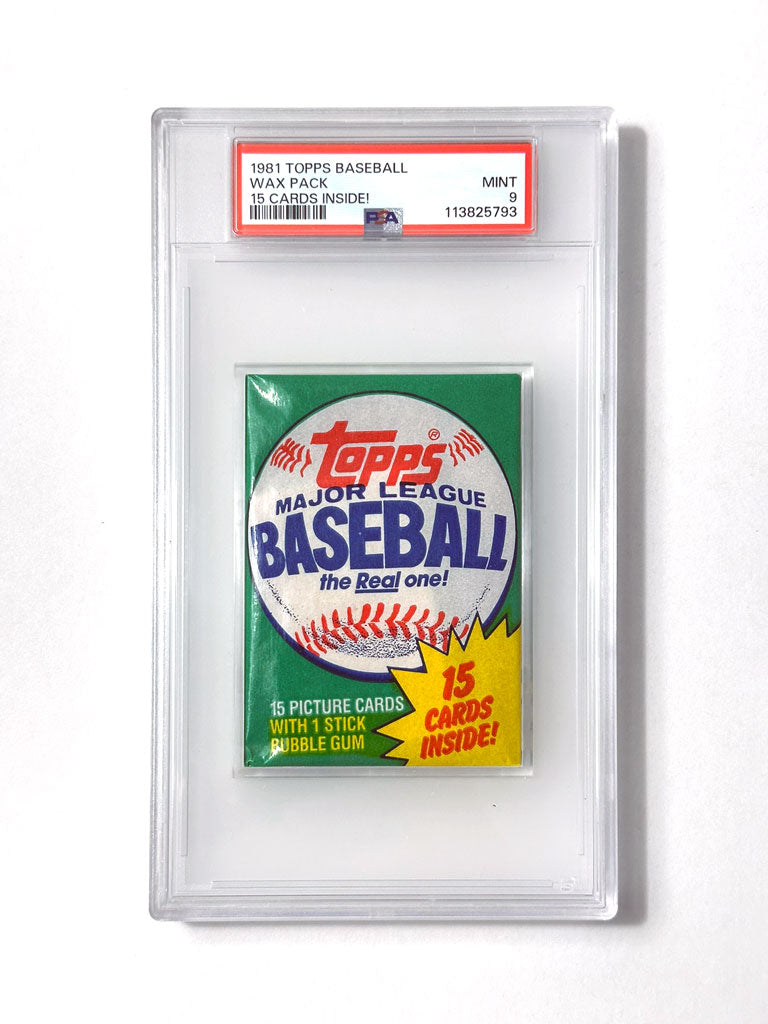 1981 TOPPS BASEBALL
WAX PACK MINT
15 CARDS INSIDE! 9
PSA 113825793
topps®
MAJOR LEAGUE
BASEBALL
the Real one!
15 PICTURE CARDS
WITH 1 STICK
BUBBLE GUM
15
CARDS
INSIDE!